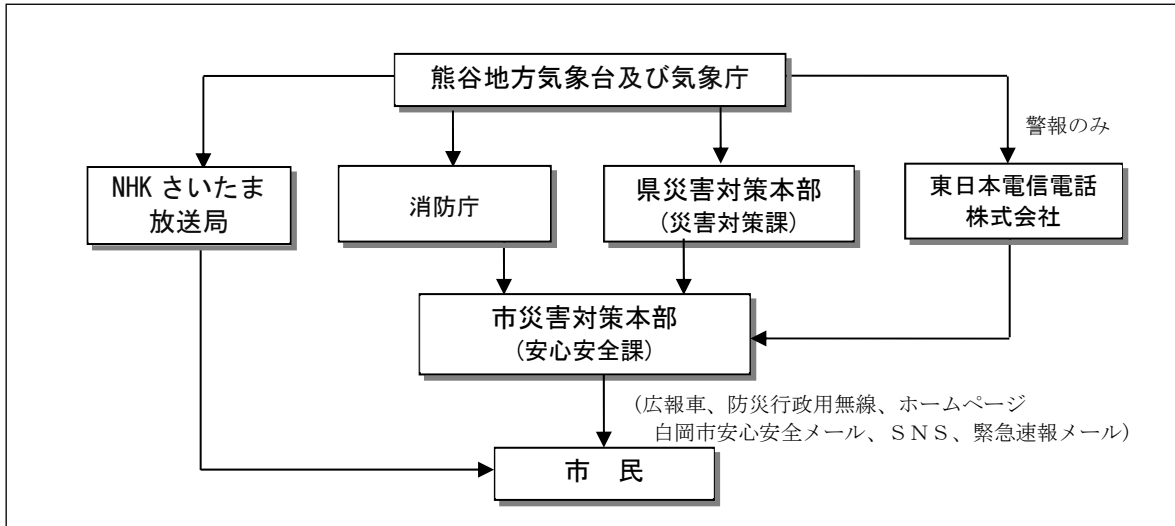 熊谷地方気象台及び気象庁
警報のみ
NHK さいたま
放送局
消防庁
県災害対策本部
（災害対策課）
東日本電信電話
株式会社
市災害対策本部
（安心安全課）
（広報車、防災行政用無線、ホームページ
白岡市安心安全メール、ＳＮＳ、緊急速報メール）
市　民